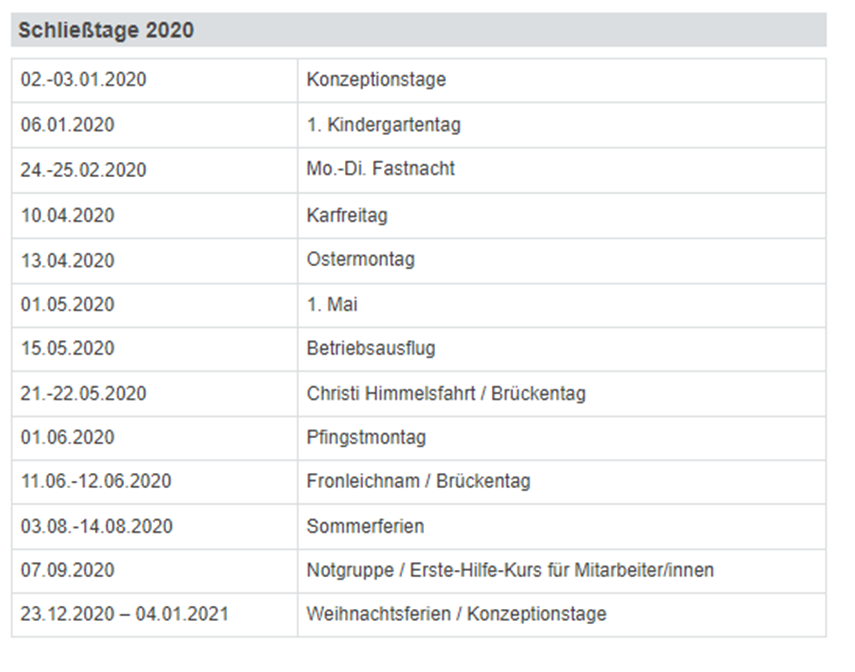 Schließtage 2020
02.-03.01.2020 Konzeptionstage
06.01.2020 1. Kindergartentag
24.-25.02.2020 Mo.-Di. Fastnacht
10.04.2020 Karfreitag
13.04.2020 Ostermontag
01.05.2020 1. Mai
15.05.2020 Betriebsausflug
21.-22.05.2020 Christi Himmelsfahrt / Brückentag
01.06.2020 Pfingstmontag
11.06.-12.06.2020 Fronleichnam / Brückentag
03.08.-14.08.2020 Sommerferien
07.09.2020 Notgruppe / Erste-Hilfe-Kurs für Mitarbeiter/innen
23.12.2020 – 04.01.2021 Weihnachtsferien / Konzeptionstage